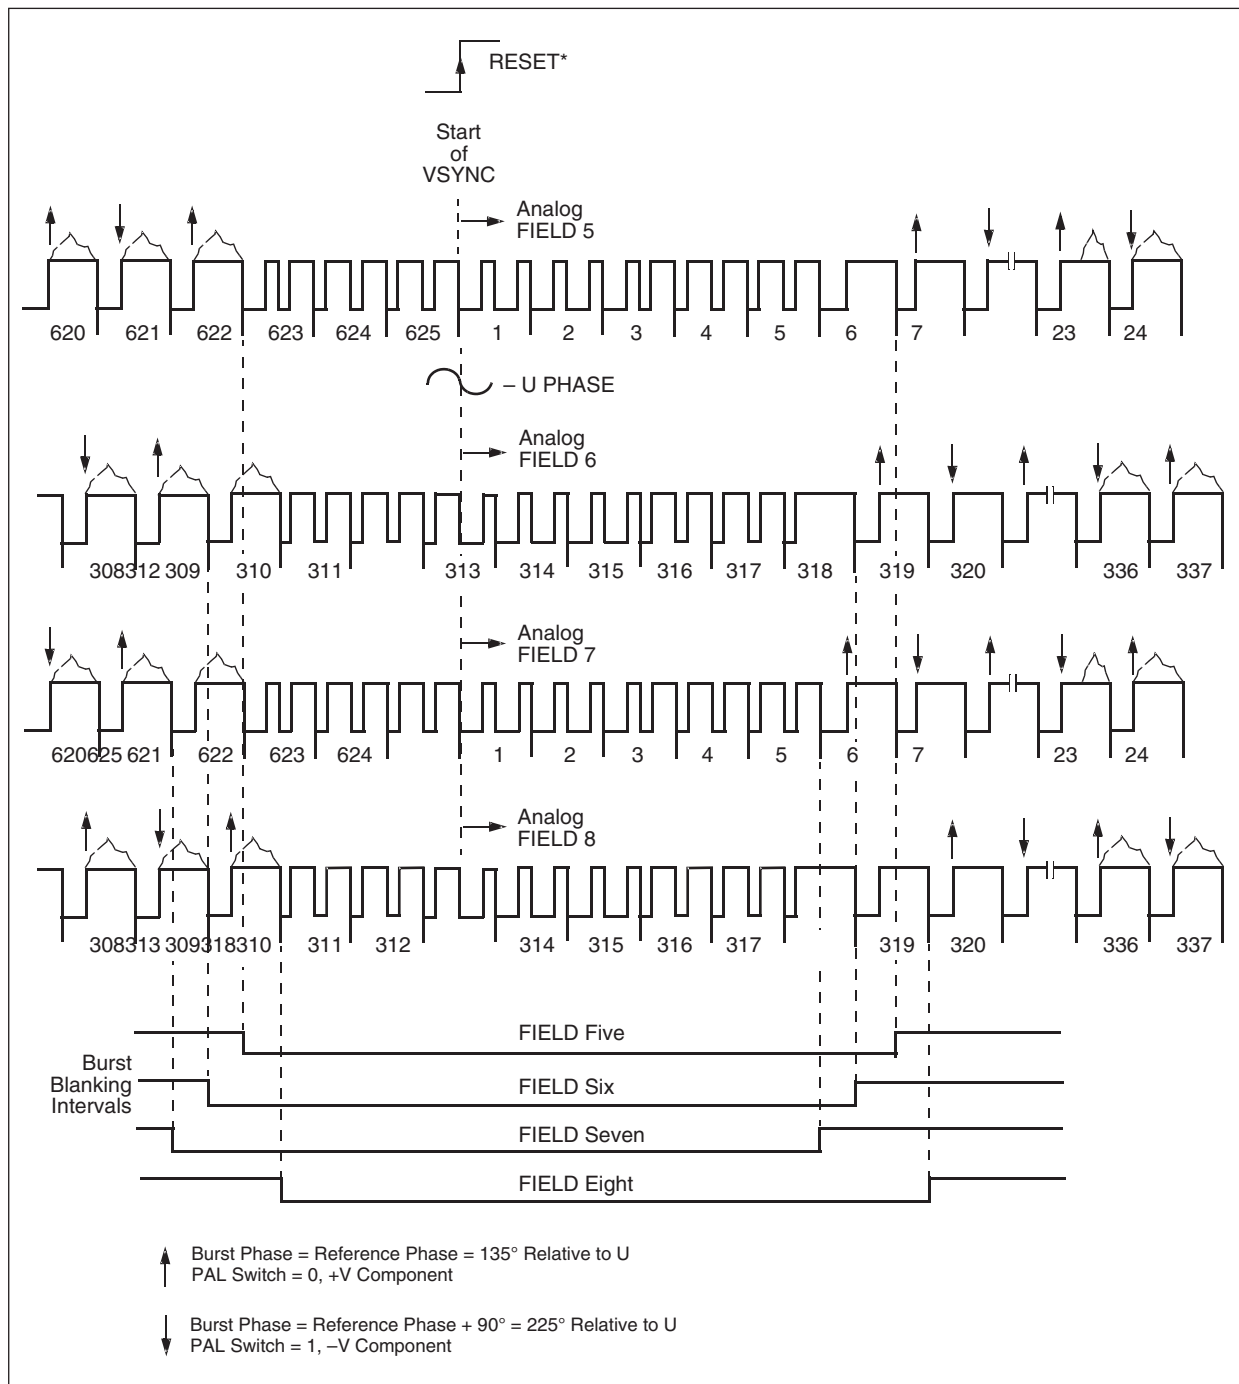 RESET*
Start
of
VSYNC
Analog
FIELD 5
620 621 622 623 624 625 1 2 3 4 5 6 7 23 24
– U PHASE
Analog
FIELD 6
308312 309 310 311 313 314 315 316 317 318 319 320 336 337
Analog
FIELD 7
620625 621 622 623 624 1 2 3 4 5 6 7 23 24
Analog
FIELD 8
308313 309318310 311 312 314 315 316 317 319 320 336 337
Burst
Blanking
Intervals
FIELD Five
FIELD Six
FIELD Seven
FIELD Eight
Burst Phase = Reference Phase = 135° Relative to U
PAL Switch = 0, +V Component
Burst Phase = Reference Phase + 90° = 225° Relative to U
PAL Switch = 1, –V Component